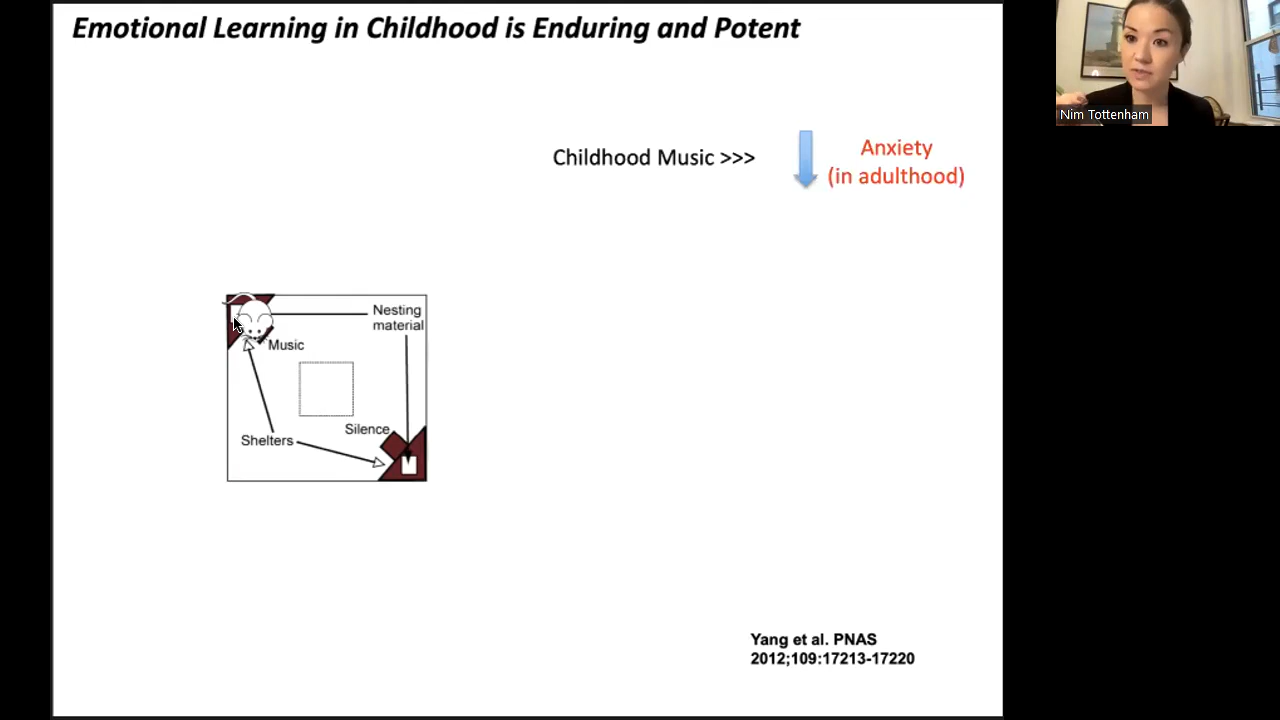 Emotional Learning in Childhood is Enduring and Potent
Nim Tottenham
Childhood Music >>>
Anxiety
(in adulthood)
Nesting
material
Music
Silence
Shelters
Yang et al. PNAS
2012;109:17213-17220